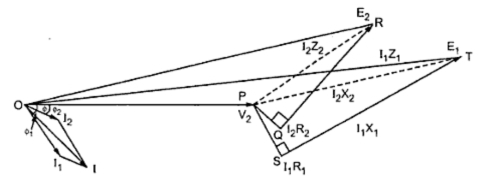 E₂
R
I₂Z₂
I₁Z₁
E₁
T
O
P
V₂
I₂X₂
ϕ₁
ϕ
ϕ₂
I₂
I₂R₂
Q
I₁X₁
I₁
I
S
I₁R₁